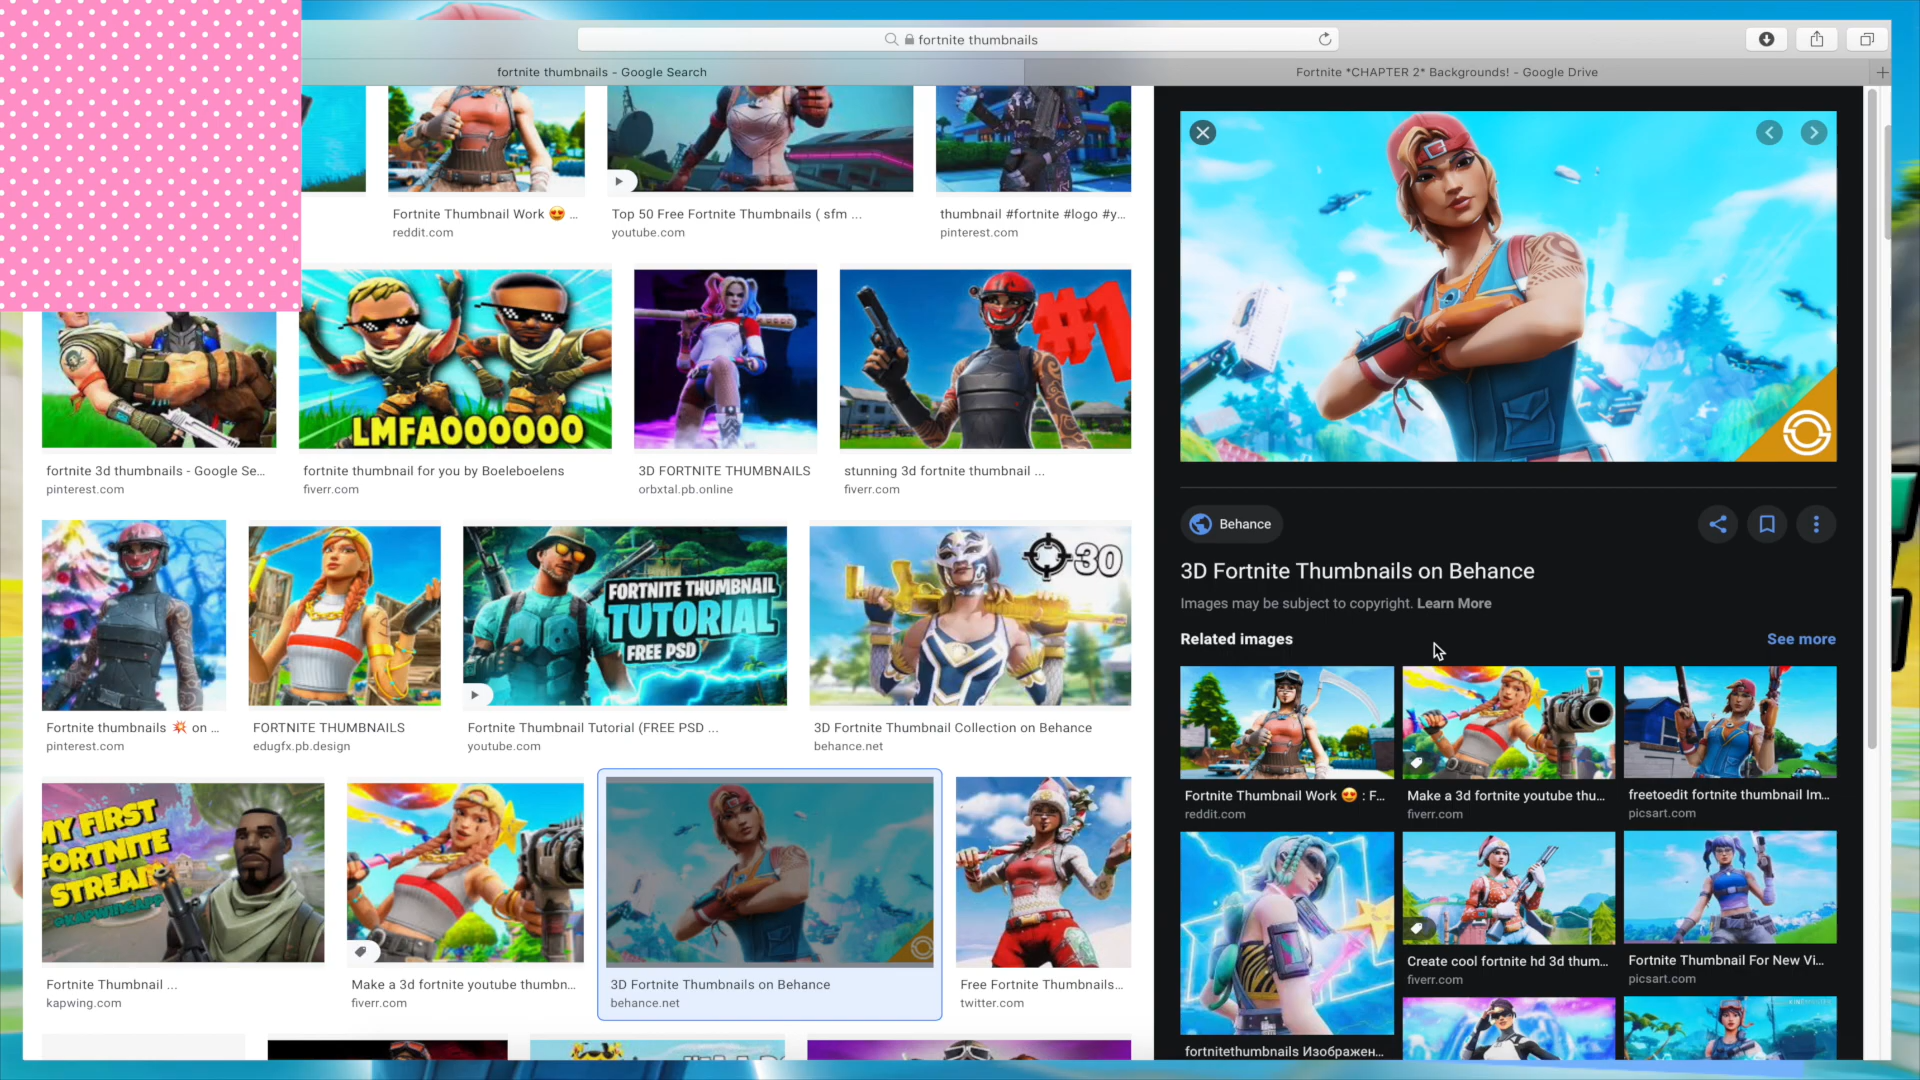 fortnite thumbnails
fortnite thumbnails – Google Search
Fortnite *CHAPTER 2* Backgrounds! – Google Drive
Fortnite Thumbnail Work 😍 ...
reddit.com
Top 50 Free Fortnite Thumbnails ( sfm ...
youtube.com
thumbnail #fortnite #logo #y...
pinterest.com
LMFAOOOOOO
#1
fortnite 3d thumbnails - Google Se...
pinterest.com
fortnite thumbnail for you by Boeleboelens
fiverr.com
3D FORTNITE THUMBNAILS
orbxtal.pb.online
stunning 3d fortnite thumbnail ...
fiverr.com
FORTNITE THUMBNAIL
TUTORIAL
FREE PSD
30
Fortnite thumbnails 💥 on ...
pinterest.com
FORTNITE THUMBNAILS
edugfx.pb.design
Fortnite Thumbnail Tutorial (FREE PSD ...
youtube.com
3D Fortnite Thumbnail Collection on Behance
behance.net
MY FIRST
FORTNITE
STREAM
@KAPWINGAPP
Fortnite Thumbnail ...
kapwing.com
Make a 3d fortnite youtube thumbn...
fiverr.com
3D Fortnite Thumbnails on Behance
behance.net
Free Fortnite Thumbnails...
twitter.com
Behance
3D Fortnite Thumbnails on Behance
Images may be subject to copyright. Learn More
Related images
See more
Fortnite Thumbnail Work 😍 : F...
reddit.com
Make a 3d fortnite youtube thu...
fiverr.com
freetoedit fortnite thumbnail Im...
picsart.com
Create cool fortnite hd 3d thum...
fiverr.com
Fortnite Thumbnail For New Vi...
picsart.com
fortnitethumbnails Изображен...